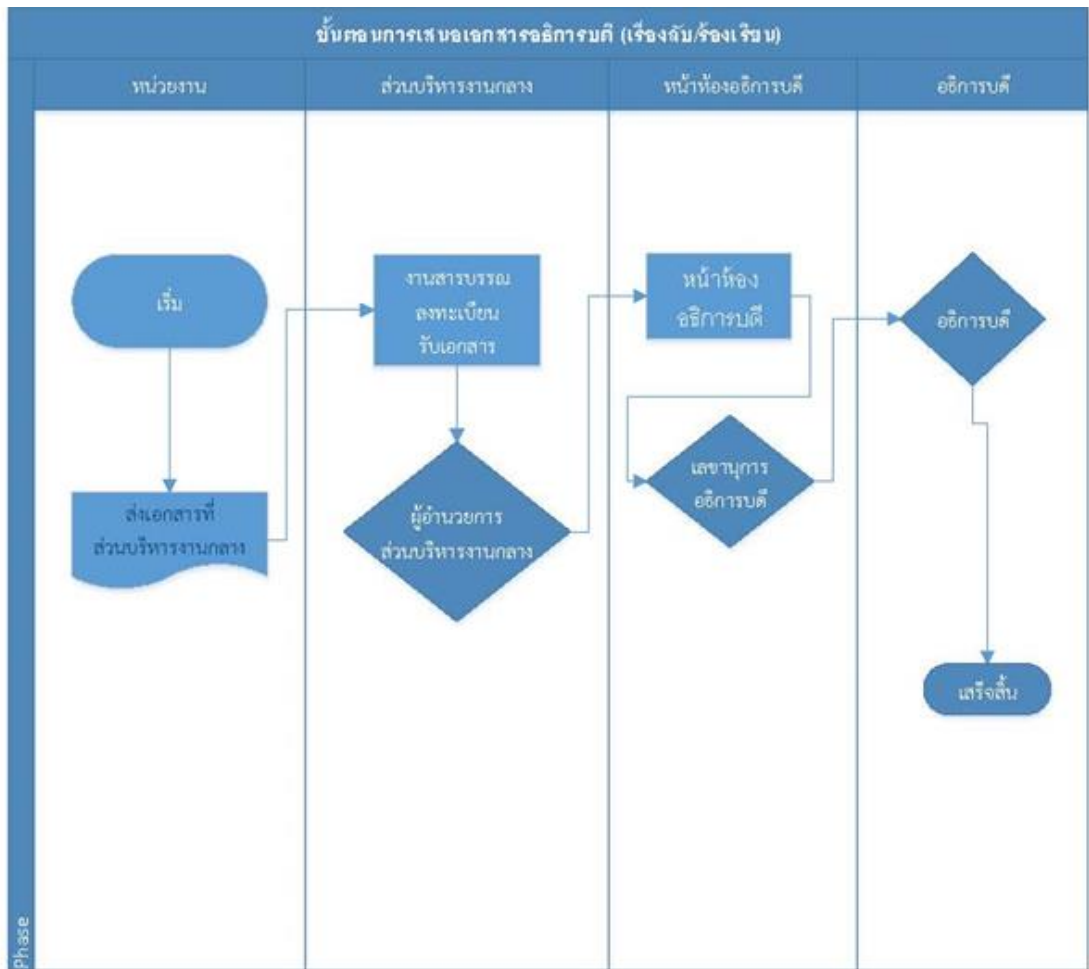 ขั้นตอนการเสนอเอกสารอธิการบดี (เรื่องลับ/ร้องเรียน)
หน่วยงาน
ส่วนบริหารงานกลาง
หน้าห้องอธิการบดี
อธิการบดี
เริ่ม
ส่งเอกสารที่
ส่วนบริหารงานกลาง
งานสารบรรณ
ลงทะเบียน
รับเอกสาร
ผู้อำนวยการ
ส่วนบริหารงานกลาง
หน้าห้อง
อธิการบดี
เลขานุการ
อธิการบดี
อธิการบดี
เสร็จสิ้น
Phase